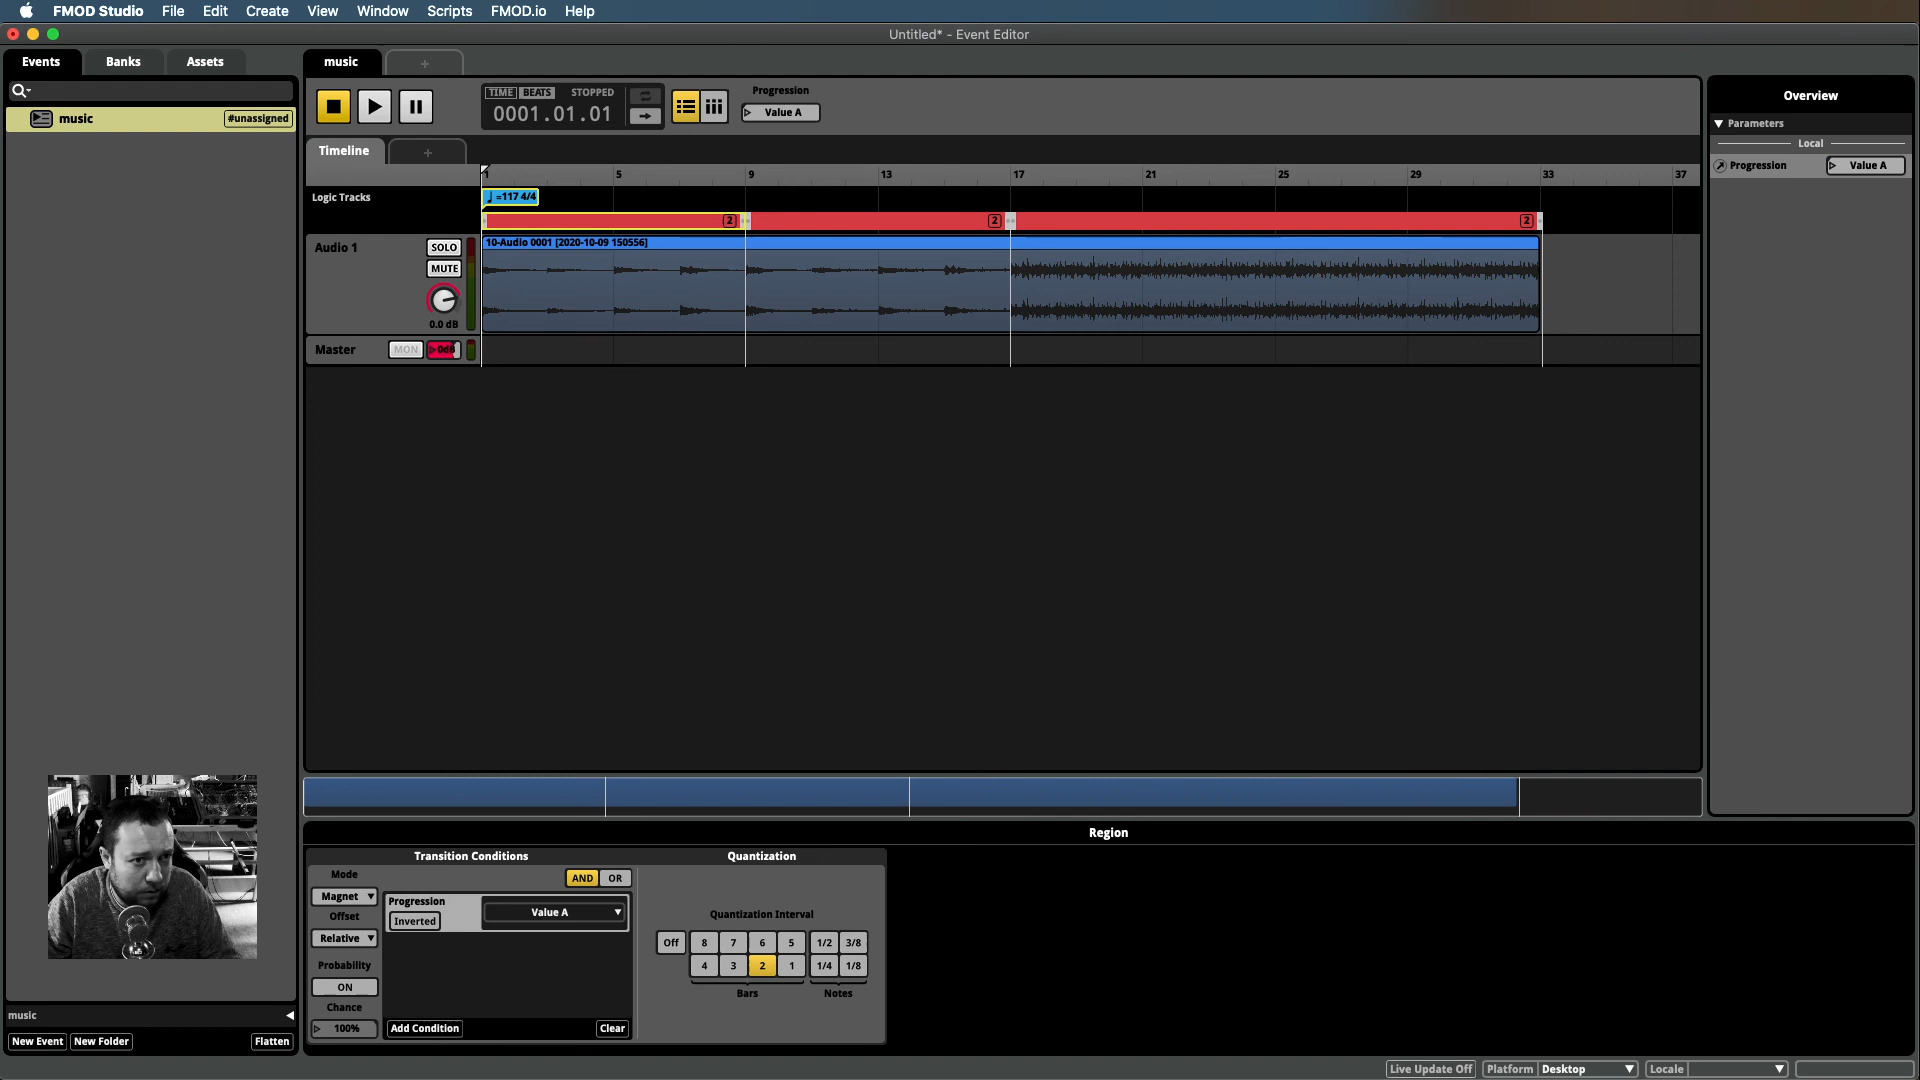 FMOD Studio File Edit Create View Window Scripts FMOD.io Help
Untitled* - Event Editor
Events Banks Assets
music +
music #unassigned
TIME BEATS STOPPED
0001.01.01
Progression
Value A
Overview
Parameters
Local
Progression Value A
Timeline +
1 5 9 13 17 21 25 29 33 37
Logic Tracks
=117 4/4
2 2 2
Audio 1 SOLO
MUTE
0.0 dB
10-Audio 0001 [2020-10-09 150556]
Master MON 0dB
Region
Transition Conditions
Mode
Magnet
Offset
Relative
Probability
ON
Chance
100%
AND OR
Progression
Inverted
Value A
Add Condition Clear
Quantization
Quantization Interval
Off 8 7 6 5 1/2 3/8
4 3 2 1 1/4 1/8
Bars Notes
music
New Event New Folder Flatten
Live Update Off Platform Desktop Locale